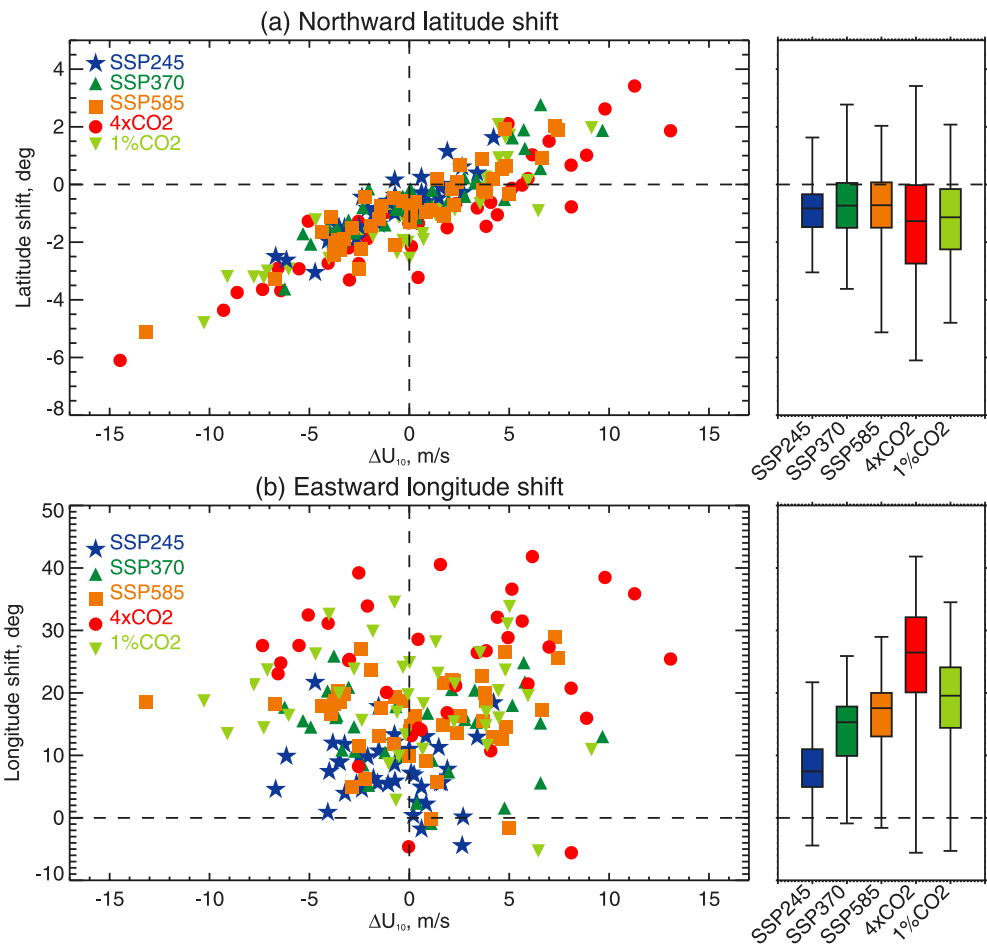 (a) Northward latitude shift
4
2
0
-2
-4
-6
-8
Latitude shift, deg
SSP245
SSP370
SSP585
4xCO2
1%CO2
-15 -10 -5 0 5 10 15
ΔU₁₀, m/s
SSP245
SSP370
SSP585
4xCO2
1%CO2
(b) Eastward longitude shift
50
40
30
20
10
0
-10
Longitude shift, deg
SSP245
SSP370
SSP585
4xCO2
1%CO2
-15 -10 -5 0 5 10 15
ΔU₁₀, m/s
SSP245
SSP370
SSP585
4xCO2
1%CO2